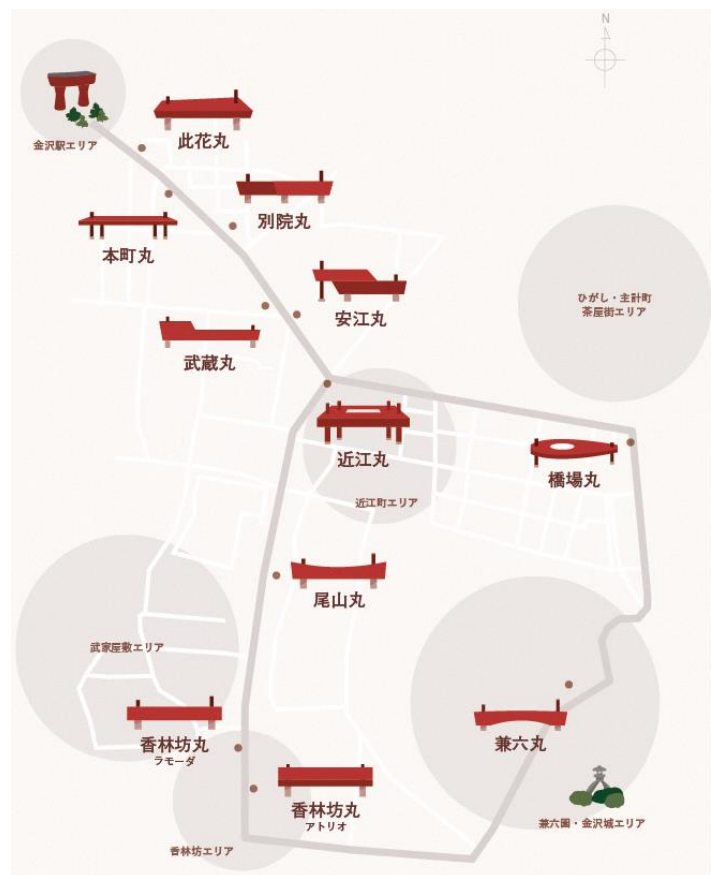 N
金沢駅エリア
此花丸
別院丸
本町丸
ひがし・主計町
茶屋街エリア
安江丸
武蔵丸
近江丸
橋場丸
近江町エリア
尾山丸
武家屋敷エリア
香林坊丸
ラモーダ
兼六丸
香林坊丸
アトリオ
兼六園・金沢城エリア
香林坊エリア